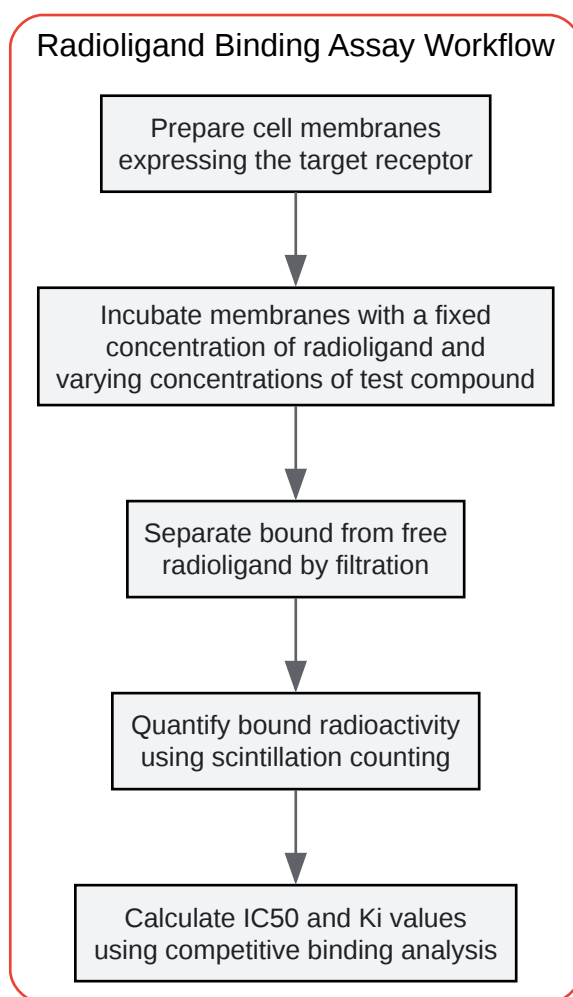 Radioligand Binding Assay Workflow
Prepare cell membranes
expressing the target receptor
Incubate membranes with a fixed
concentration of radioligand and
varying concentrations of test compound
Separate bound from free
radioligand by filtration
Quantify bound radioactivity
using scintillation counting
Calculate IC50 and Ki values
using competitive binding analysis